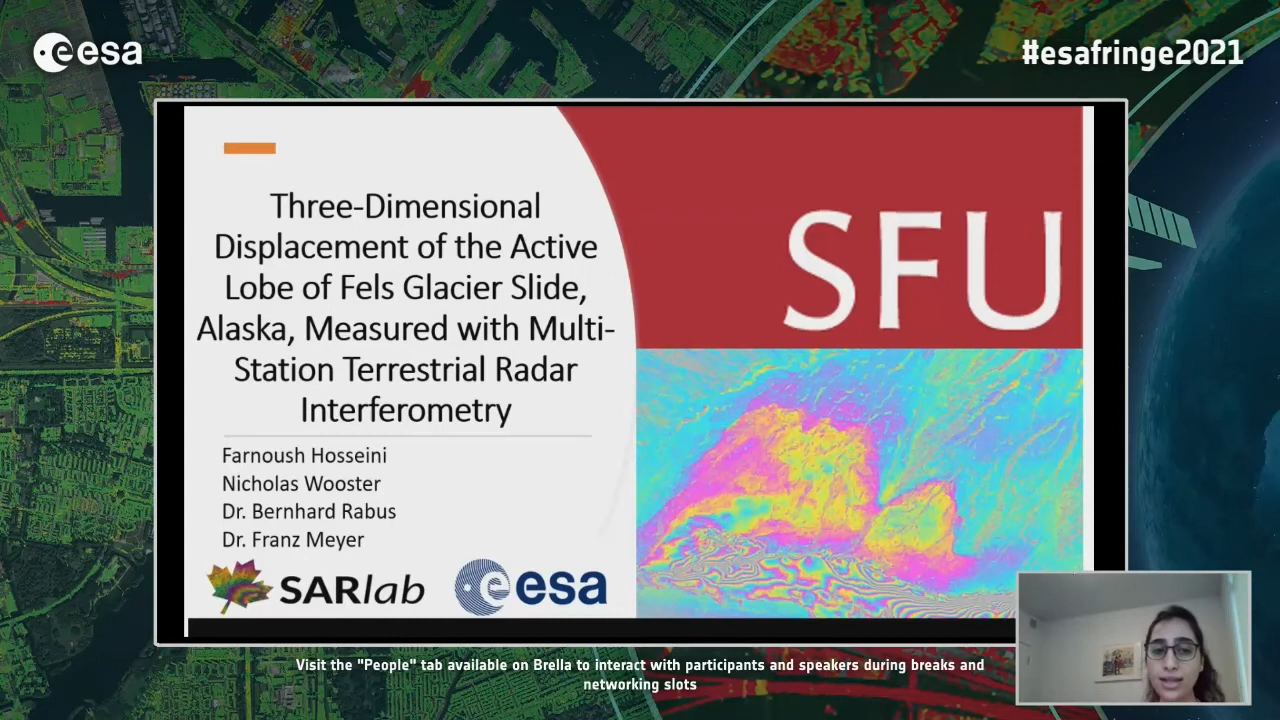 esa
#esafringe2021
Three-Dimensional
Displacement of the Active
Lobe of Fels Glacier Slide,
Alaska, Measured with Multi-
Station Terrestrial Radar
Interferometry
SFU
Farnoush Hosseini
Nicholas Wooster
Dr. Bernhard Rabus
Dr. Franz Meyer
SARlab
esa
Visit the "People" tab available on Brella to interact with participants and speakers during breaks and
networking slots